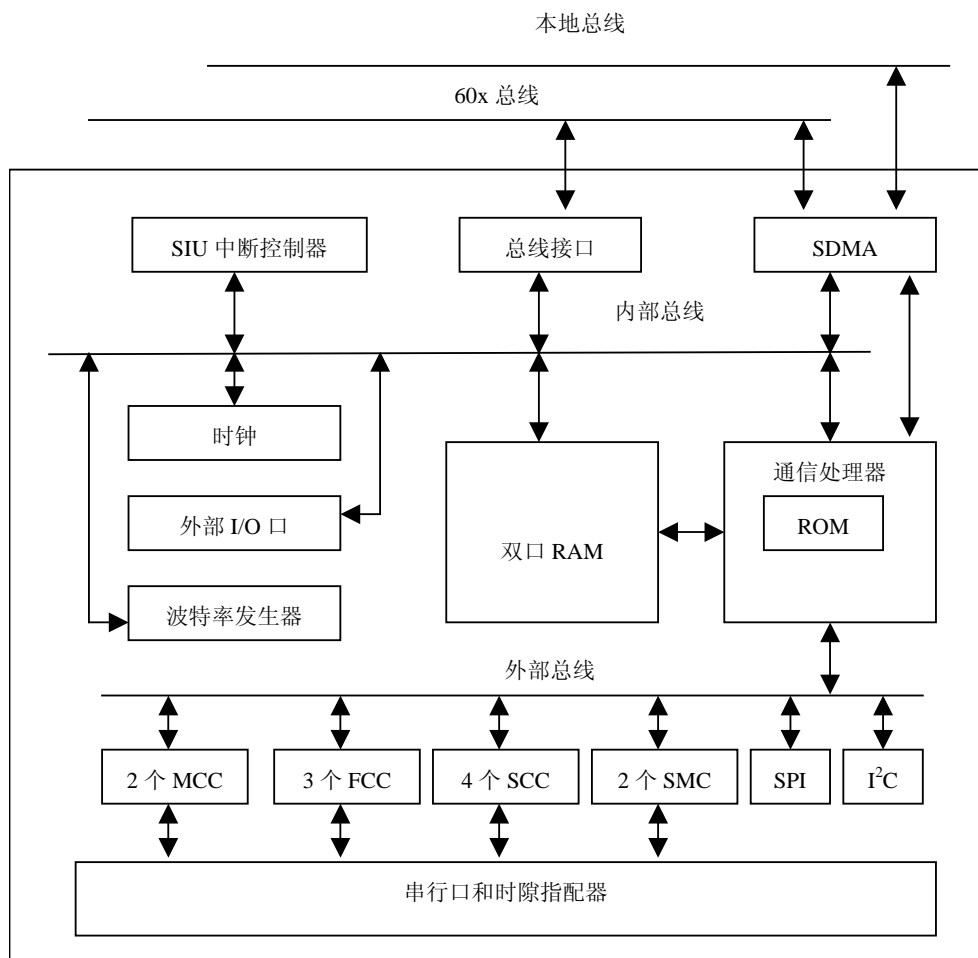 本地总线
60x 总线
SIU 中断控制器
总线接口
SDMA
内部总线
时钟
外部 I/O 口
波特率发生器
双口 RAM
通信处理器
ROM
外部总线
2 个 MCC
3 个 FCC
4 个 SCC
2 个 SMC
SPI
I²C
串行口和时隙指配器